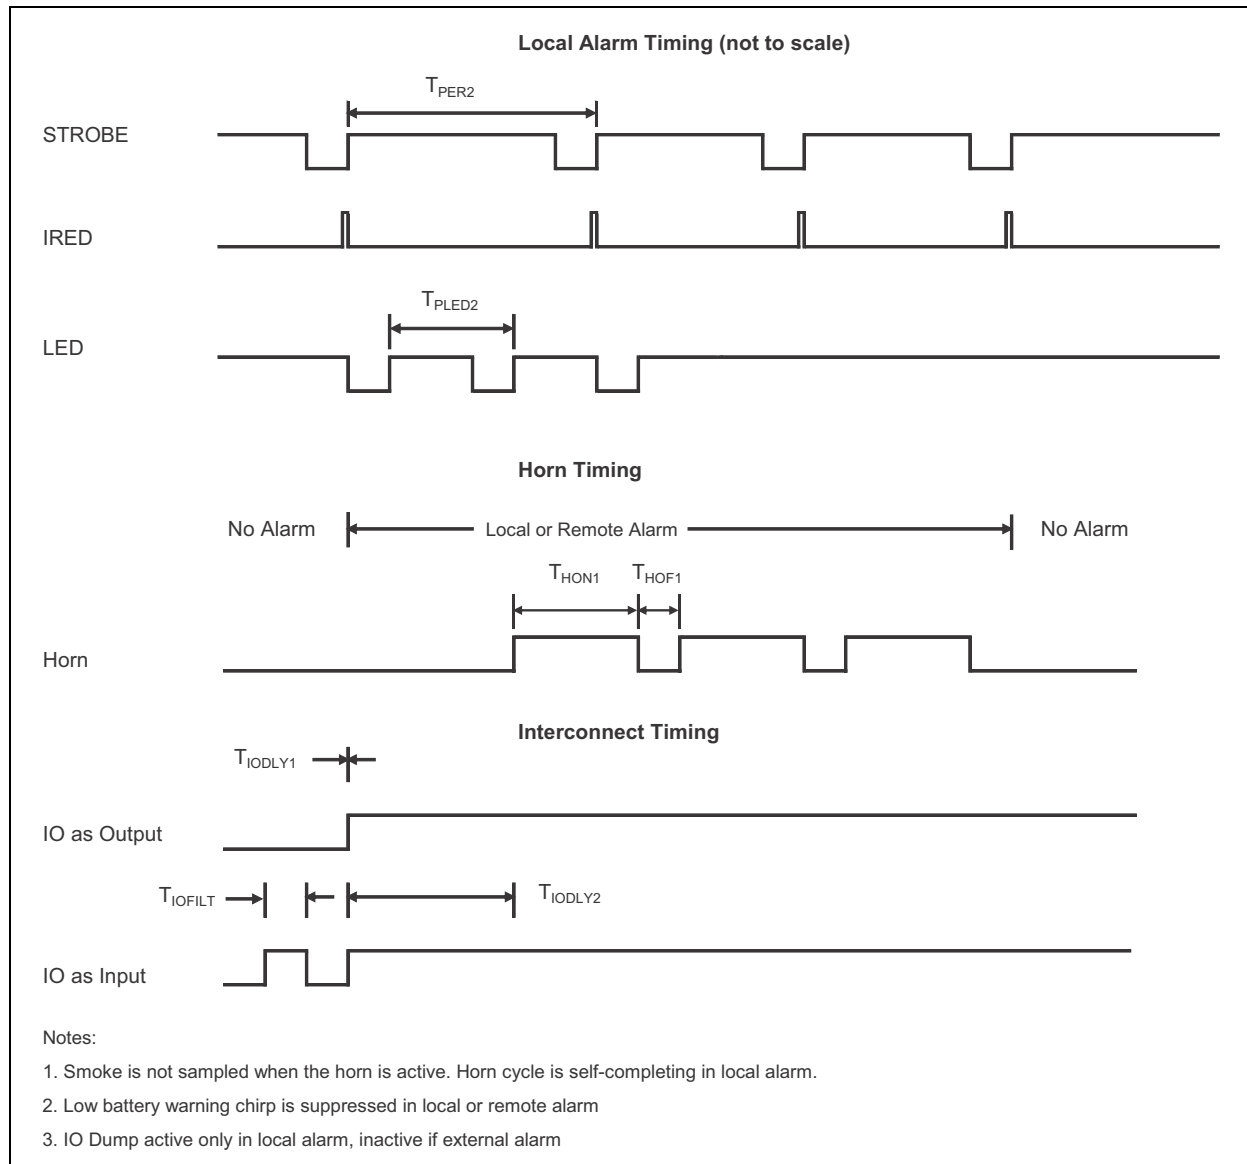 Local Alarm Timing (not to scale)
TPER2
STROBE
IRED
TPLED2
LED
Horn Timing
No Alarm Local or Remote Alarm No Alarm
THON1 THOF1
Horn
Interconnect Timing
TIODLY1
IO as Output
TIOFILT TIODLY2
IO as Input
Notes:
1. Smoke is not sampled when the horn is active. Horn cycle is self-completing in local alarm.
2. Low battery warning chirp is suppressed in local or remote alarm
3. IO Dump active only in local alarm, inactive if external alarm